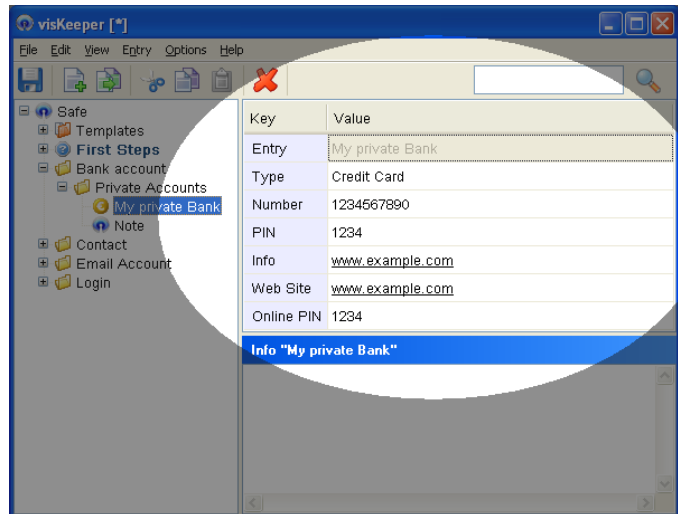 visKeeper [*]
File Edit View Entry Options Help
Safe
Templates
First Steps
Bank account
Private Accounts
My private Bank
Note
Contact
Email Account
Login
Key Value
Entry My private Bank
Type Credit Card
Number 1234567890
PIN 1234
Info www.example.com
Web Site www.example.com
Online PIN 1234
Info "My private Bank"